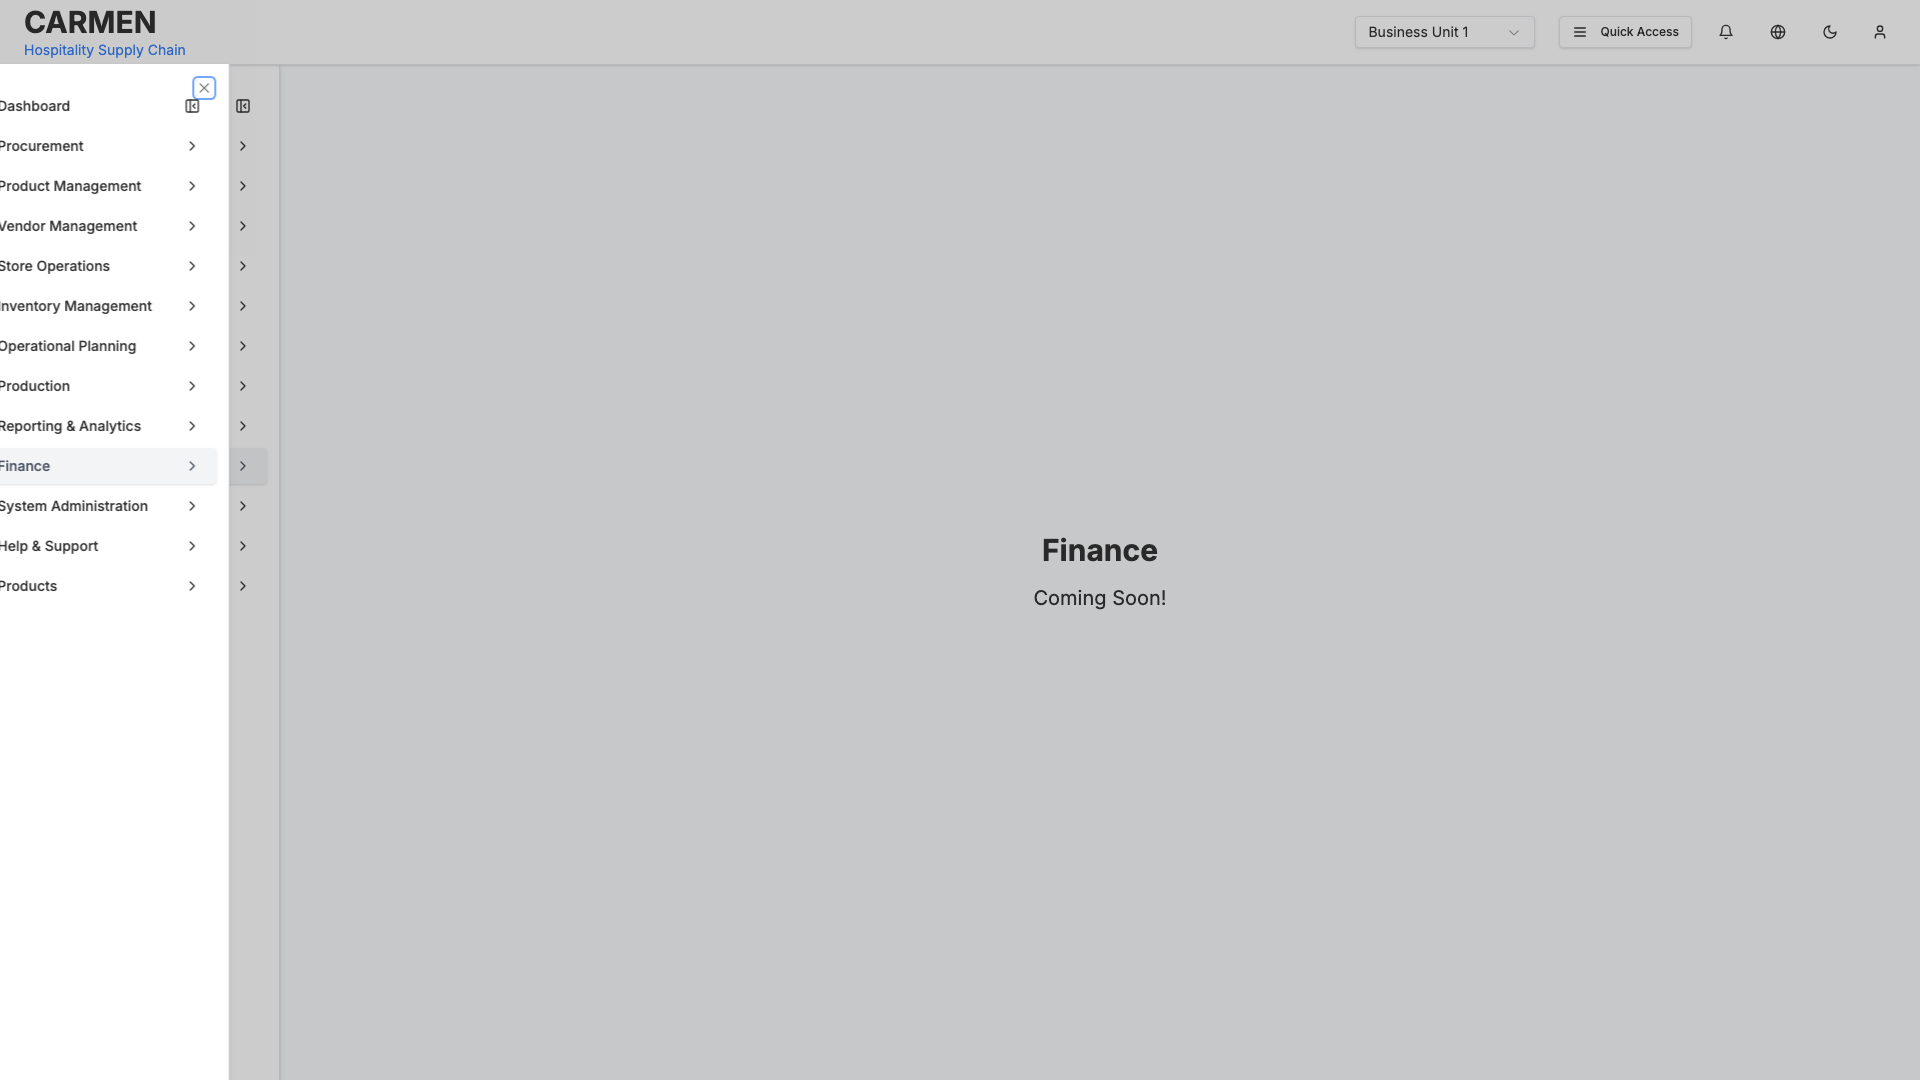 CARMEN
Hospitality Supply Chain
Business Unit 1
Quick Access
Dashboard
Procurement
Product Management
Vendor Management
Store Operations
Inventory Management
Operational Planning
Production
Reporting & Analytics
Finance
System Administration
Help & Support
Products
Finance
Coming Soon!